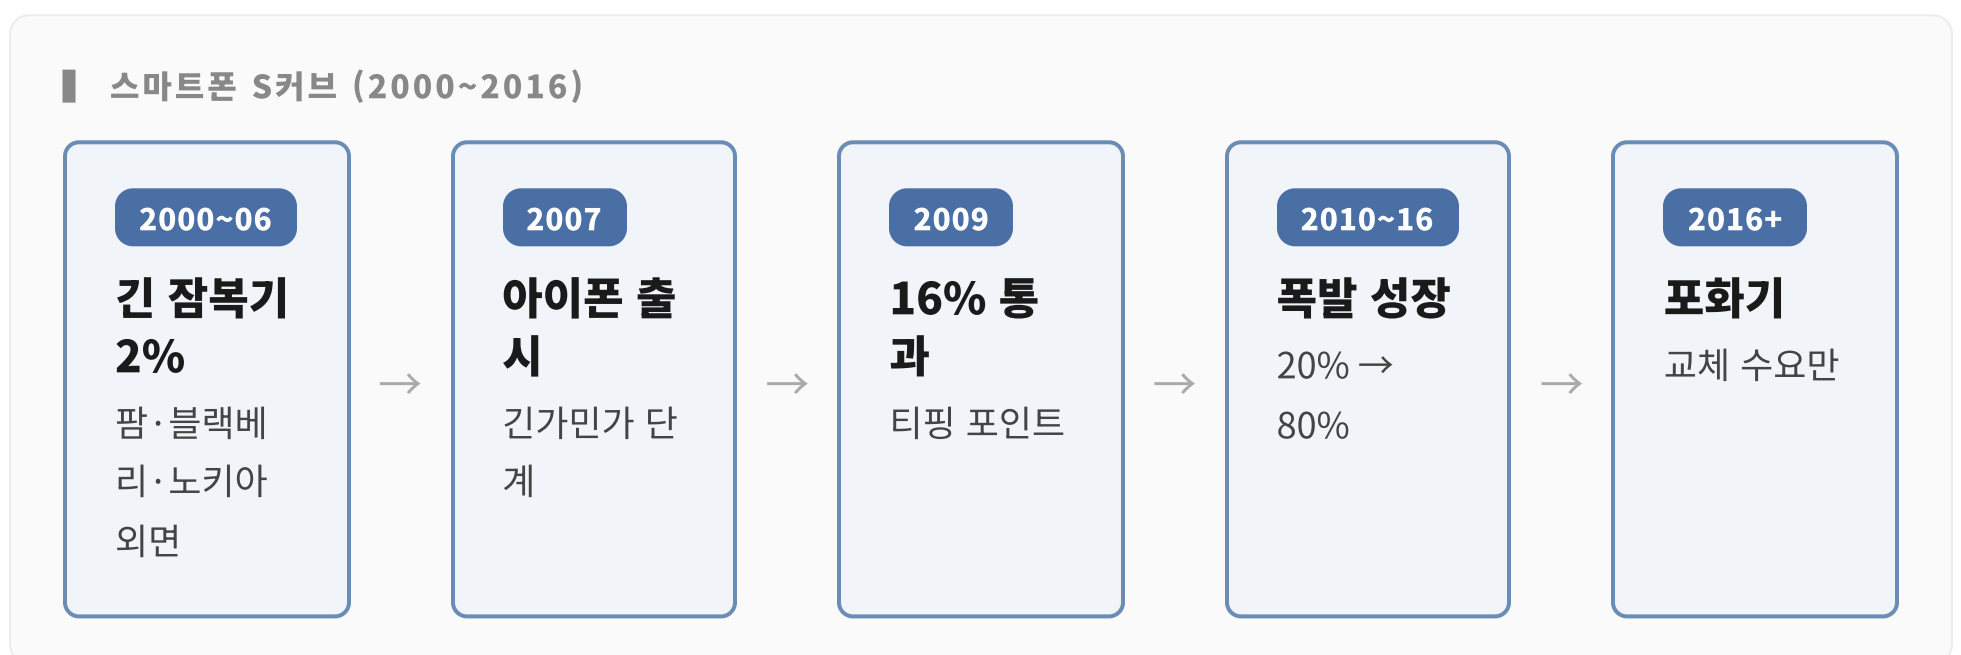 스마트폰 S커브 (2000~2016)
2000~06
긴 잠복기
2%
팜·블랙베
리·노키아
외면
→
2007
아이폰 출
시
긴가민가 단
계
→
2009
16% 통
과
티핑 포인트
→
2010~16
폭발 성장
20% →
80%
→
2016+
포화기
교체 수요만